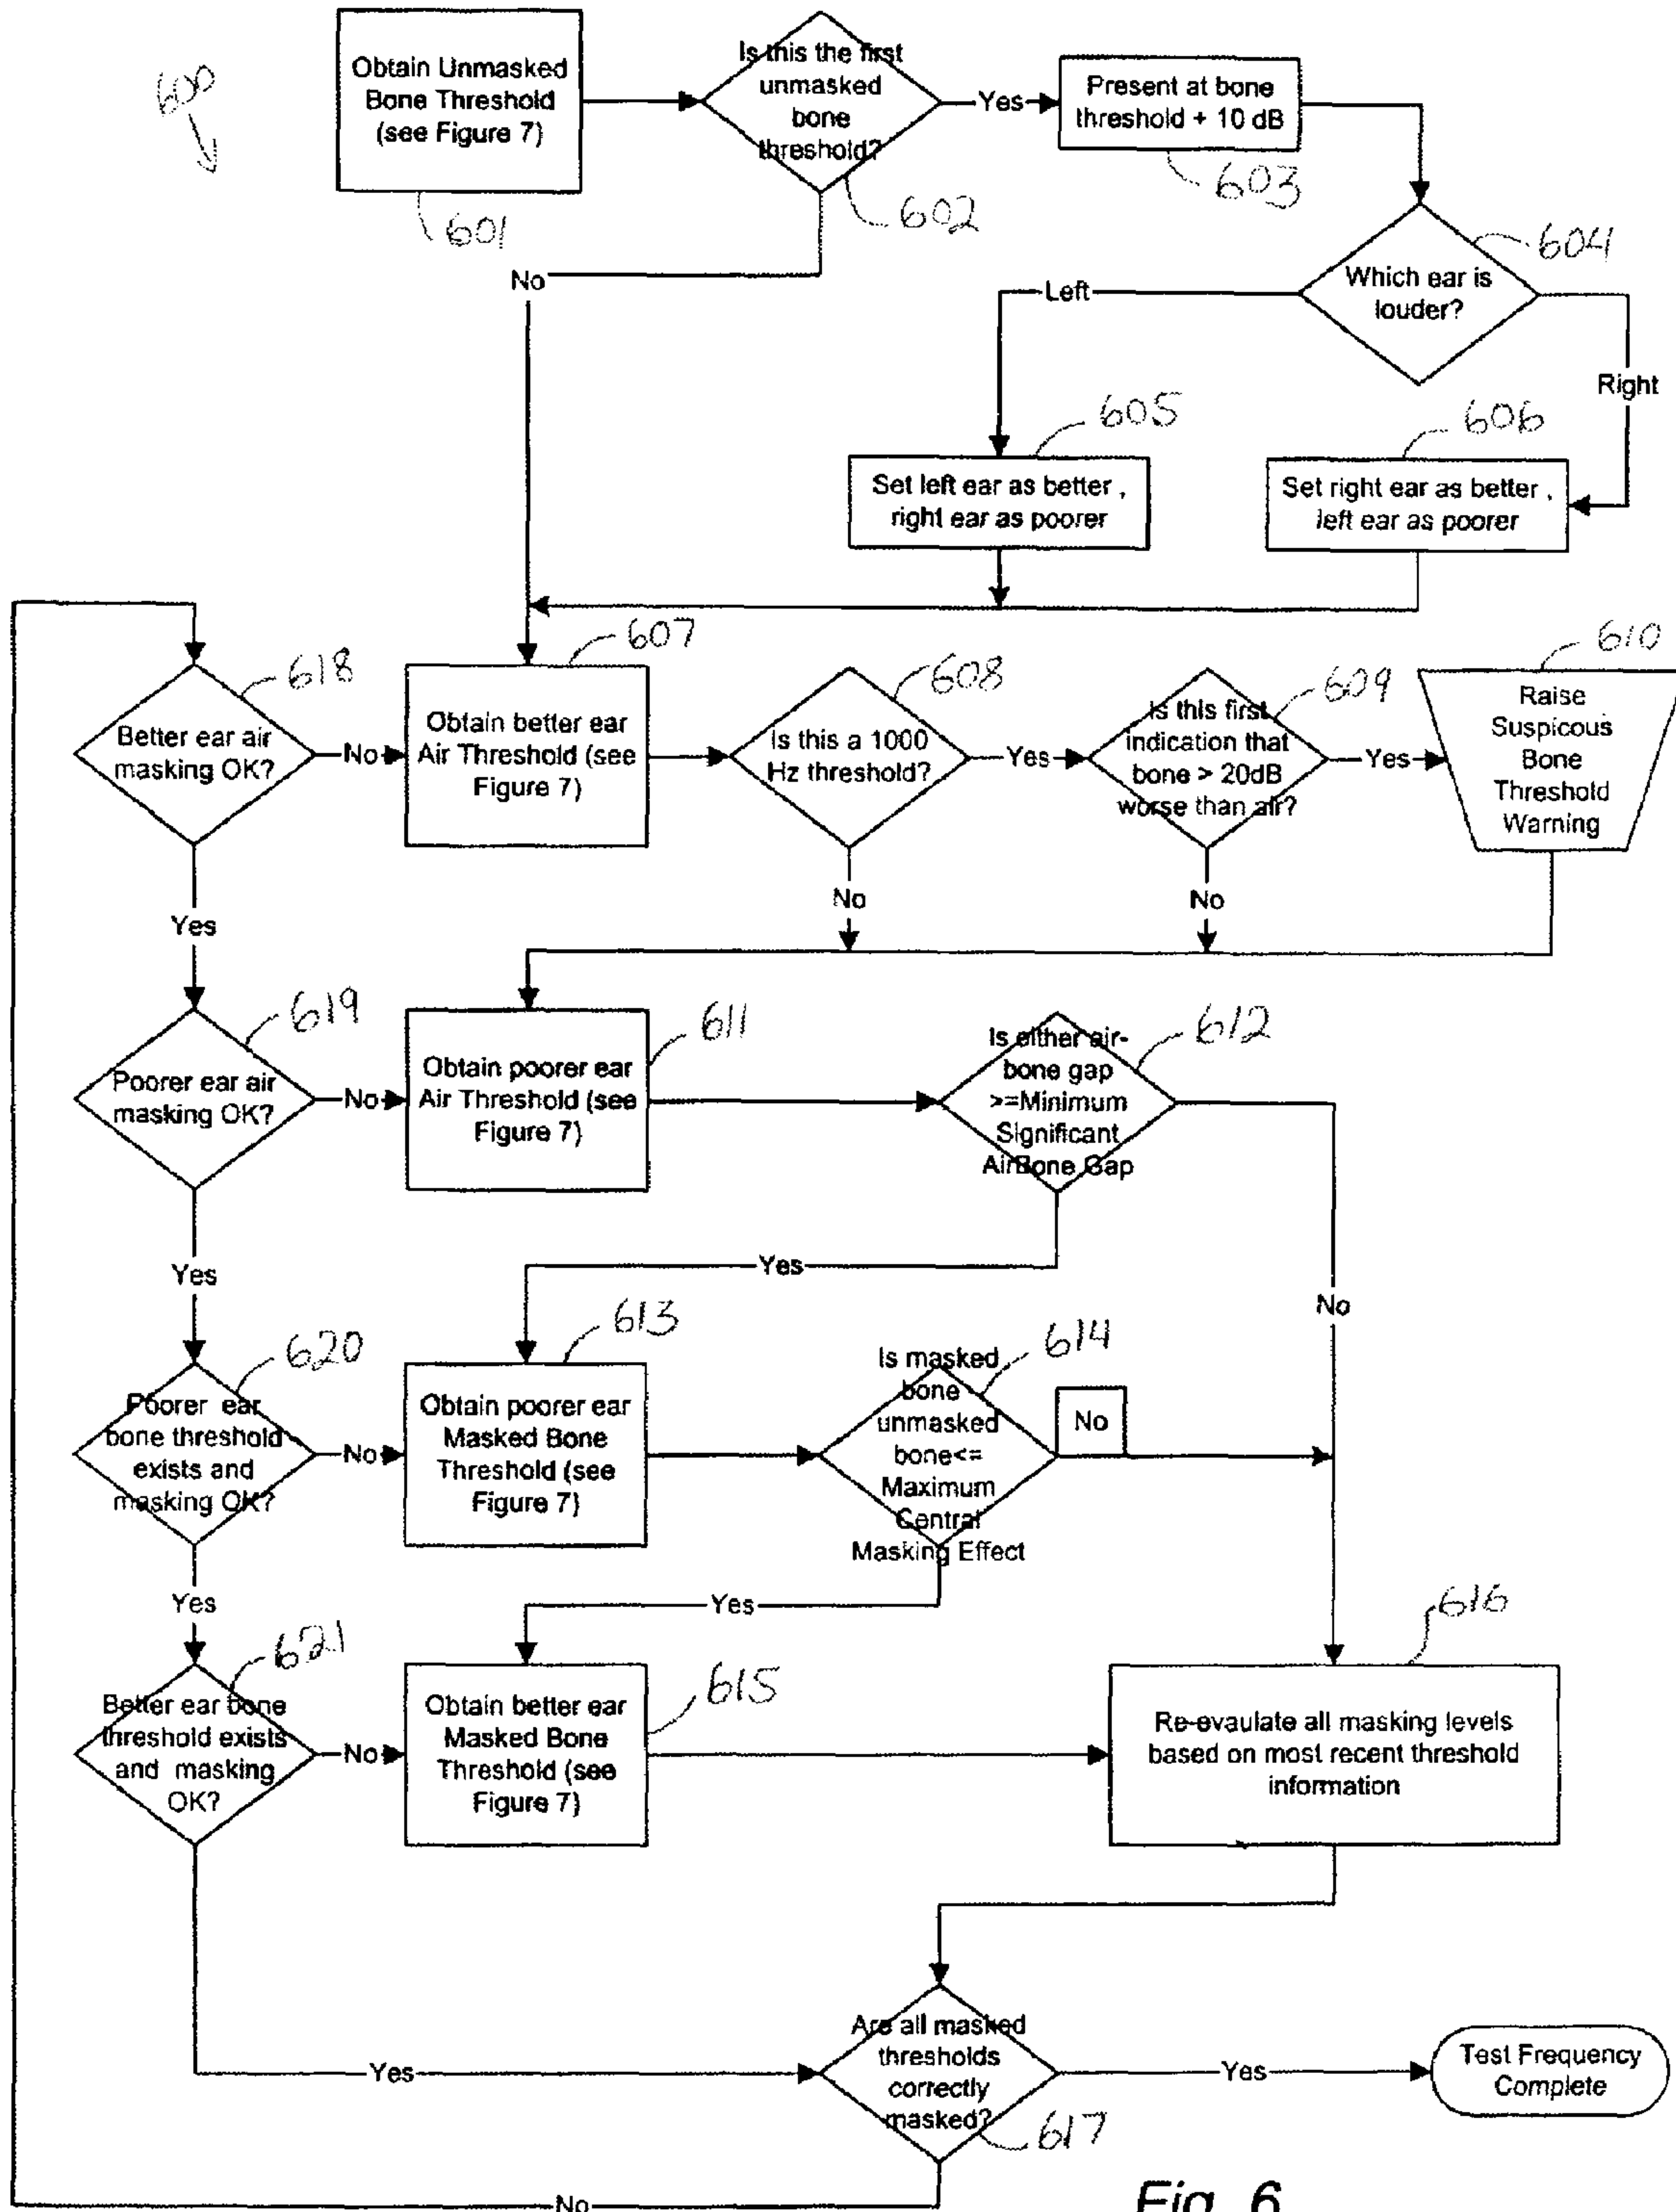 600
Obtain Unmasked
Bone Threshold
(see Figure 7)
601
Is this the first
unmasked
bone
threshold?
602
Yes
No
Present at bone
threshold + 10 dB
603
Which ear is
louder?
604
Left
Right
Set left ear as better ,
right ear as poorer
605
Set right ear as better ,
left ear as poorer
606
Better ear air
masking OK?
618
No
Yes
Obtain better ear
Air Threshold (see
Figure 7)
607
Is this a 1000
Hz threshold?
608
Yes
No
Is this first
indication that
bone > 20dB
worse than air?
609
Yes
No
Raise
Suspicous
Bone
Threshold
Warning
610
Poorer ear air
masking OK?
619
No
Yes
Obtain poorer ear
Air Threshold (see
Figure 7)
611
Is either air-
bone gap
>=Minimum
Significant
AirBone Gap
612
Yes
No
Poorer ear
bone threshold
exists and
masking OK?
620
No
Yes
Obtain poorer ear
Masked Bone
Threshold (see
Figure 7)
613
Is masked
bone -
unmasked
bone<=
Maximum
Central
Masking Effect
614
No
Yes
Better ear bone
threshold exists
and masking
OK?
621
No
Yes
Obtain better ear
Masked Bone
Threshold (see
Figure 7)
615
Re-evaulate all masking levels
based on most recent threshold
information
616
Are all masked
thresholds
correctly
masked?
617
Yes
No
Test Frequency
Complete
Fig. 6